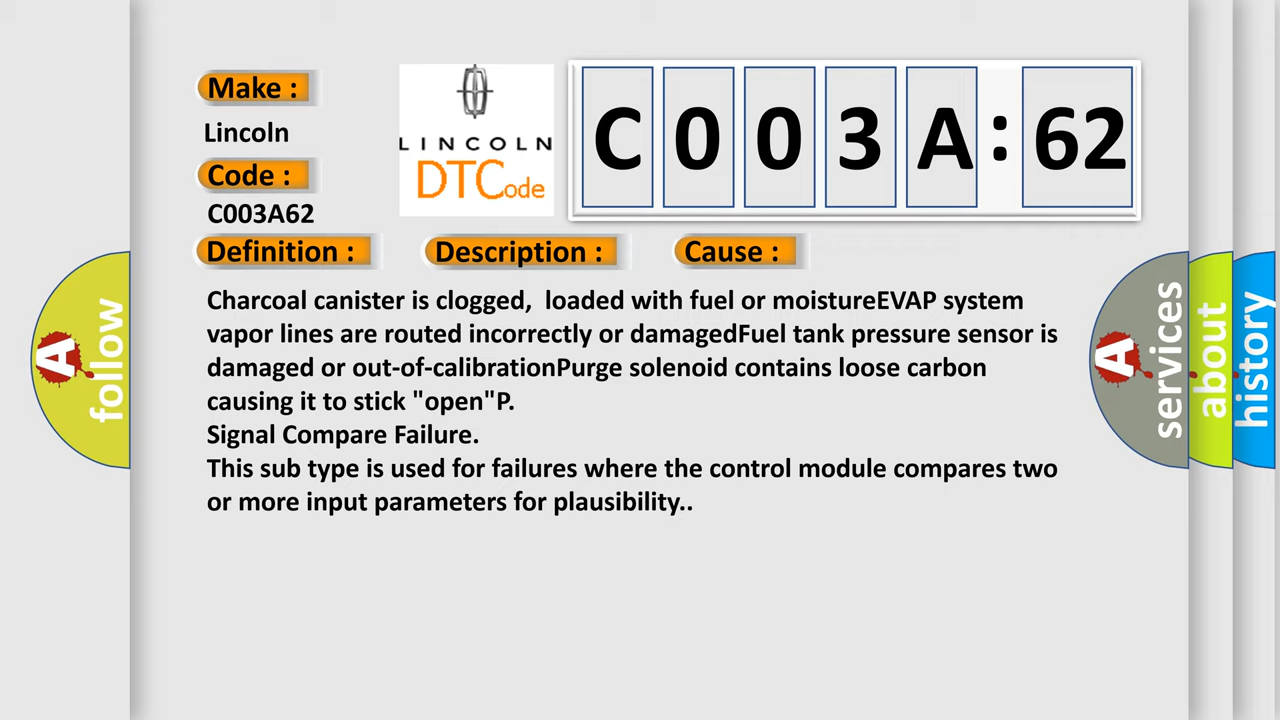 Make :
Lincoln
Code :
C003A62
LINCOLN
DTCode
C003A:62
Definition :
Description :
Cause :
Charcoal canister is clogged,  loaded with fuel or moistureEVAP system
vapor lines are routed incorrectly or damagedFuel tank pressure sensor is
damaged or out-of-calibrationPurge solenoid contains loose carbon
causing it to stick "open"P.
Signal Compare Failure.
This sub type is used for failures where the control module compares two
or more input parameters for plausibility..
A follow
A services
about
history